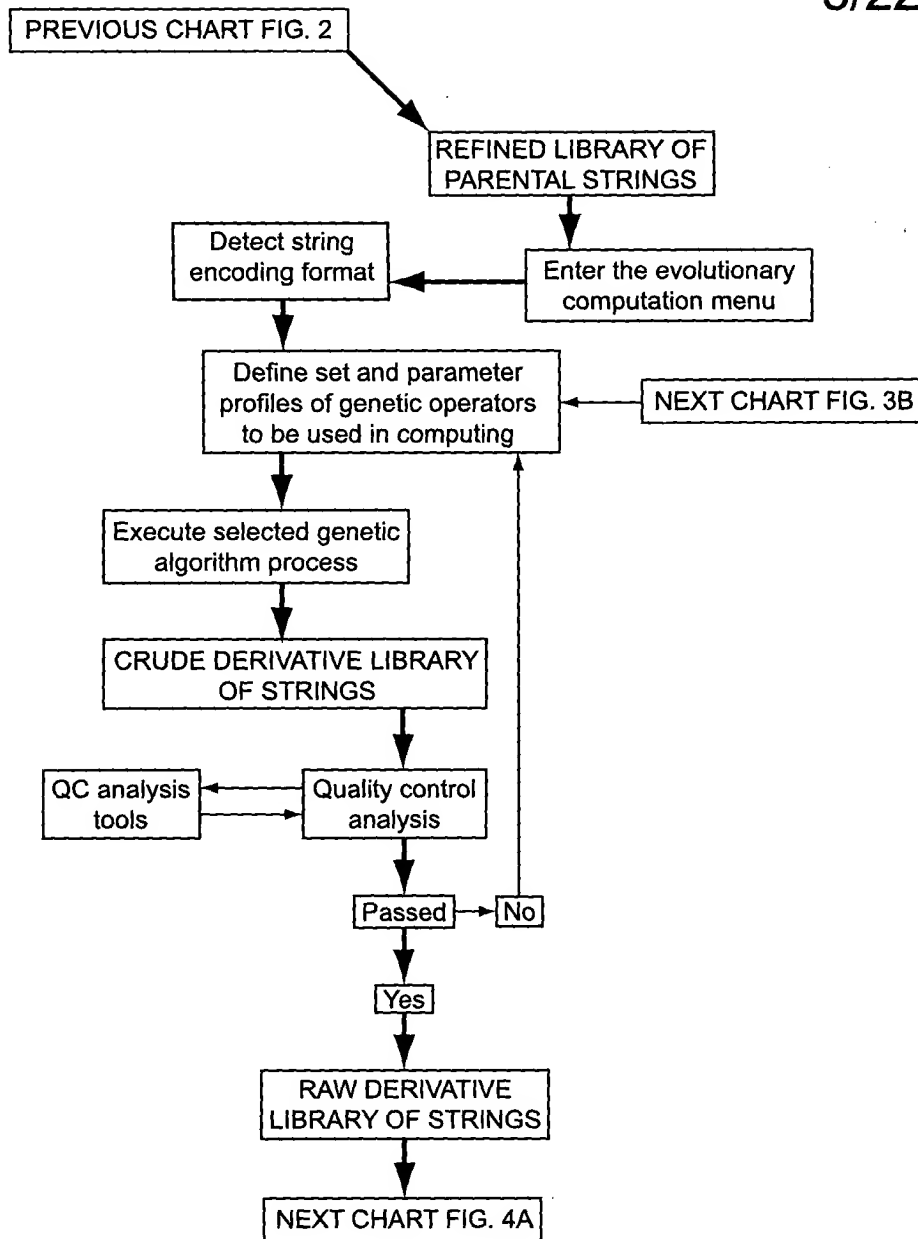 PREVIOUS CHART FIG. 2
REFINED LIBRARY OF
PARENTAL STRINGS
Enter the evolutionary
computation menu
Detect string
encoding format
Define set and parameter
profiles of genetic operators
to be used in computing
NEXT CHART FIG. 3B
Execute selected genetic
algorithm process
CRUDE DERIVATIVE LIBRARY
OF STRINGS
QC analysis
tools
Quality control
analysis
Passed
No
Yes
RAW DERIVATIVE
LIBRARY OF STRINGS
NEXT CHART FIG. 4A